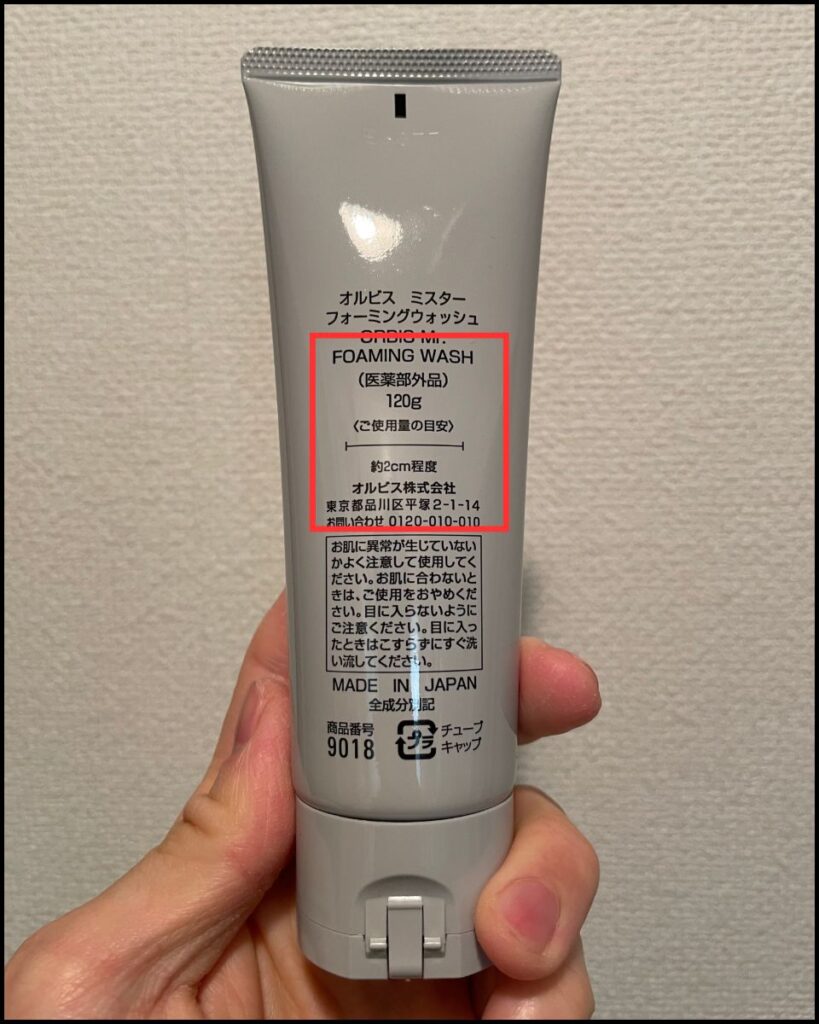 オルビス ミスター
フォーミングウォッシュ
ORBIS Mr.
FOAMING WASH
(医薬部外品)
120g
〈ご使用量の目安〉
約2cm程度
オルビス株式会社
東京都品川区平塚2-1-14
お問い合わせ 0120-010-010
お肌に異常が生じていない
かよく注意して使用してく
ださい。お肌に合わないと
きは、ご使用をおやめくだ
さい。目に入らないように
ご注意ください。目に入っ
たときはこすらずにすぐ洗
い流してください。
MADE IN JAPAN
全成分別記
商品番号
9018
プラ
チューブ
キャップ